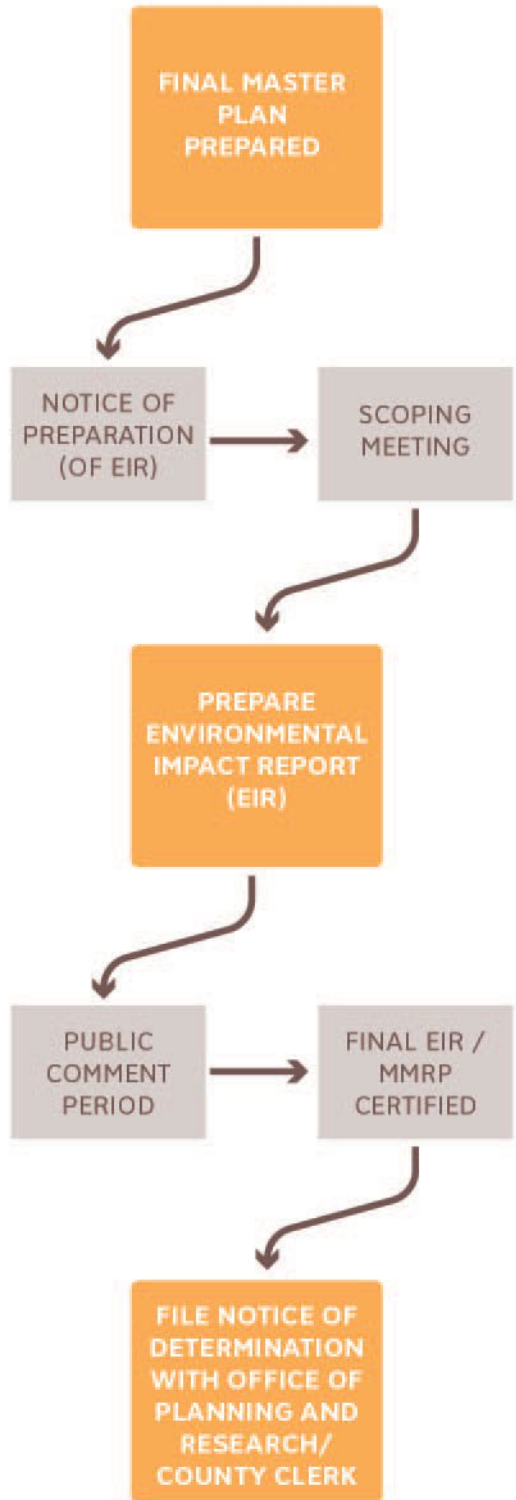 FINAL MASTER
PLAN
PREPARED
NOTICE OF
PREPARATION
(OF EIR)
SCOPING
MEETING
PREPARE
ENVIRONMENTAL
IMPACT REPORT
(EIR)
PUBLIC
COMMENT
PERIOD
FINAL EIR /
MMRP
CERTIFIED
FILE NOTICE OF
DETERMINATION
WITH OFFICE OF
PLANNING AND
RESEARCH/
COUNTY CLERK